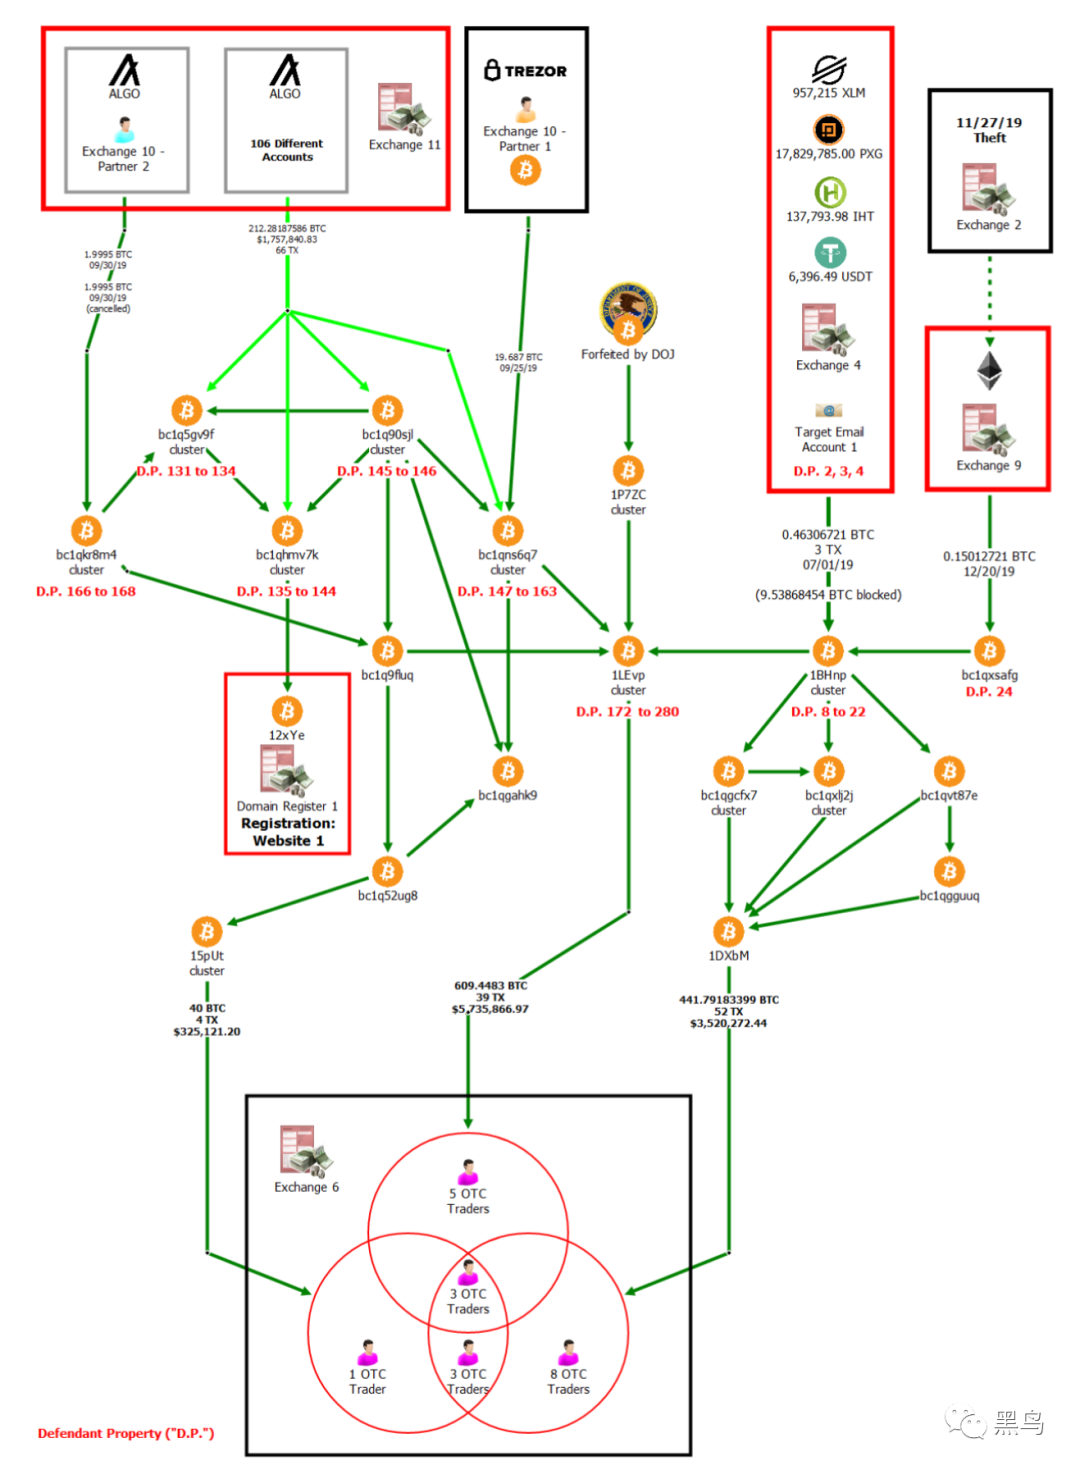 ALGO
Exchange 10 -
Partner 2
ALGO
106 Different
Accounts
Exchange 11
TREZOR
Exchange 10 -
Partner 1
957,215 XLM
17,829,785.00 PXG
137,793.98 IHT
6,396.49 USDT
Exchange 4
Target Email
Account 1
D.P. 2, 3, 4
11/27/19
Theft
Exchange 2
Exchange 9
1.9995 BTC
09/30/19
1.9995 BTC
09/30/19
(cancelled)
212.28187586 BTC
$1,757,840.83
66 TX
19.687 BTC
09/25/19
Forfeited by DOJ
bc1q5gv9f
cluster
D.P. 131 to 134
bc1q90sjl
cluster
D.P. 145 to 146
1P7ZC
cluster
bc1qkr8m4
cluster
D.P. 166 to 168
bc1qhmv7k
cluster
D.P. 135 to 144
bc1qns6q7
cluster
D.P. 147 to 163
0.46306721 BTC
3 TX
07/01/19
(9.53868454 BTC blocked)
0.15012721 BTC
12/20/19
bc1q9fluq
1LEvp
cluster
D.P. 172 to 280
1BHnp
cluster
D.P. 8 to 22
bc1qxsafg
D.P. 24
12xYe
Domain Register 1
Registration:
Website 1
bc1qgahk9
bc1qgcfx7
cluster
bc1qxlj2j
cluster
bc1qvt87e
bc1q52ug8
bc1qgguuq
15pUt
cluster
1DXbM
40 BTC
4 TX
$325,121.20
609.4483 BTC
39 TX
$5,735,866.97
441.79183399 BTC
52 TX
$3,520,272.44
Exchange 6
5 OTC
Traders
3 OTC
Traders
1 OTC
Trader
3 OTC
Traders
8 OTC
Traders
Defendant Property ("D.P.")
黑鸟